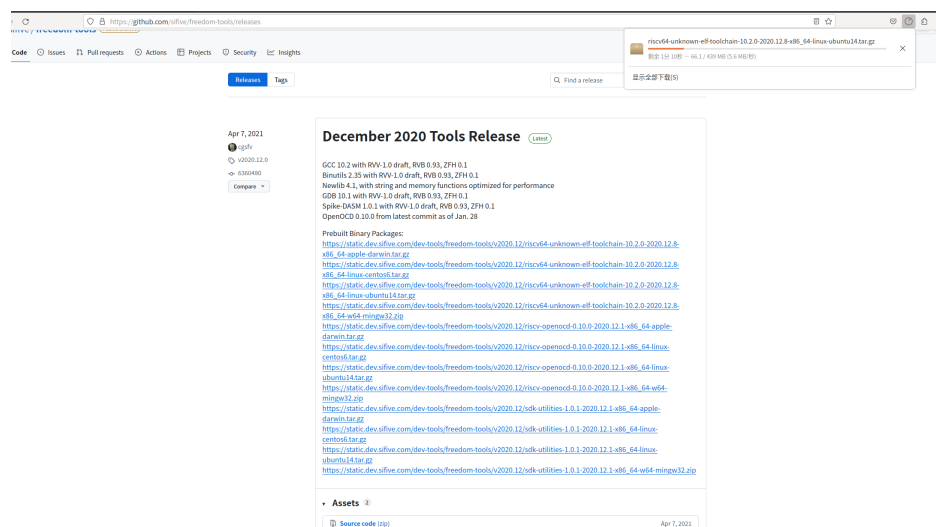 https://github.com/sifive/freedom-tools/releases
sifive / freedom-tools
Code
Issues
Pull requests
Actions
Projects
Security
Insights
riscv64-unknown-elf-toolchain-10.2.0-2020.12.8-x86_64-linux-ubuntu14.tar.gz
剩余 1分 10秒 — 66.1 / 439 MB (5.6 MB/秒)
显示全部下载(S)
Releases
Tags
Find a release
Apr 7, 2021
cgsfv
v2020.12.0
6360480
Compare
December 2020 Tools Release
Latest
GCC 10.2 with RVV-1.0 draft, RVB 0.93, ZFH 0.1
Binutils 2.35 with RVV-1.0 draft, RVB 0.93, ZFH 0.1
Newlib 4.1, with string and memory functions optimized for performance
GDB 10.1 with RVV-1.0 draft, RVB 0.93, ZFH 0.1
Spike-DASM 1.0.1 with RVV-1.0 draft, RVB 0.93, ZFH 0.1
OpenOCD 0.10.0 from latest commit as of Jan. 28
Prebuilt Binary Packages:
https://static.dev.sifive.com/dev-tools/freedom-tools/v2020.12/riscv64-unknown-elf-toolchain-10.2.0-2020.12.8-
x86_64-apple-darwin.tar.gz
https://static.dev.sifive.com/dev-tools/freedom-tools/v2020.12/riscv64-unknown-elf-toolchain-10.2.0-2020.12.8-
x86_64-linux-centos6.tar.gz
https://static.dev.sifive.com/dev-tools/freedom-tools/v2020.12/riscv64-unknown-elf-toolchain-10.2.0-2020.12.8-
x86_64-linux-ubuntu14.tar.gz
https://static.dev.sifive.com/dev-tools/freedom-tools/v2020.12/riscv64-unknown-elf-toolchain-10.2.0-2020.12.8-
x86_64-w64-mingw32.zip
https://static.dev.sifive.com/dev-tools/freedom-tools/v2020.12/riscv-openocd-0.10.0-2020.12.1-x86_64-apple-
darwin.tar.gz
https://static.dev.sifive.com/dev-tools/freedom-tools/v2020.12/riscv-openocd-0.10.0-2020.12.1-x86_64-linux-
centos6.tar.gz
https://static.dev.sifive.com/dev-tools/freedom-tools/v2020.12/riscv-openocd-0.10.0-2020.12.1-x86_64-linux-
ubuntu14.tar.gz
https://static.dev.sifive.com/dev-tools/freedom-tools/v2020.12/riscv-openocd-0.10.0-2020.12.1-x86_64-w64-
mingw32.zip
https://static.dev.sifive.com/dev-tools/freedom-tools/v2020.12/sdk-utilities-1.0.1-2020.12.1-x86_64-apple-
darwin.tar.gz
https://static.dev.sifive.com/dev-tools/freedom-tools/v2020.12/sdk-utilities-1.0.1-2020.12.1-x86_64-linux-
centos6.tar.gz
https://static.dev.sifive.com/dev-tools/freedom-tools/v2020.12/sdk-utilities-1.0.1-2020.12.1-x86_64-linux-
ubuntu14.tar.gz
https://static.dev.sifive.com/dev-tools/freedom-tools/v2020.12/sdk-utilities-1.0.1-2020.12.1-x86_64-w64-mingw32.zip
Assets 2
Source code (zip)
Apr 7, 2021